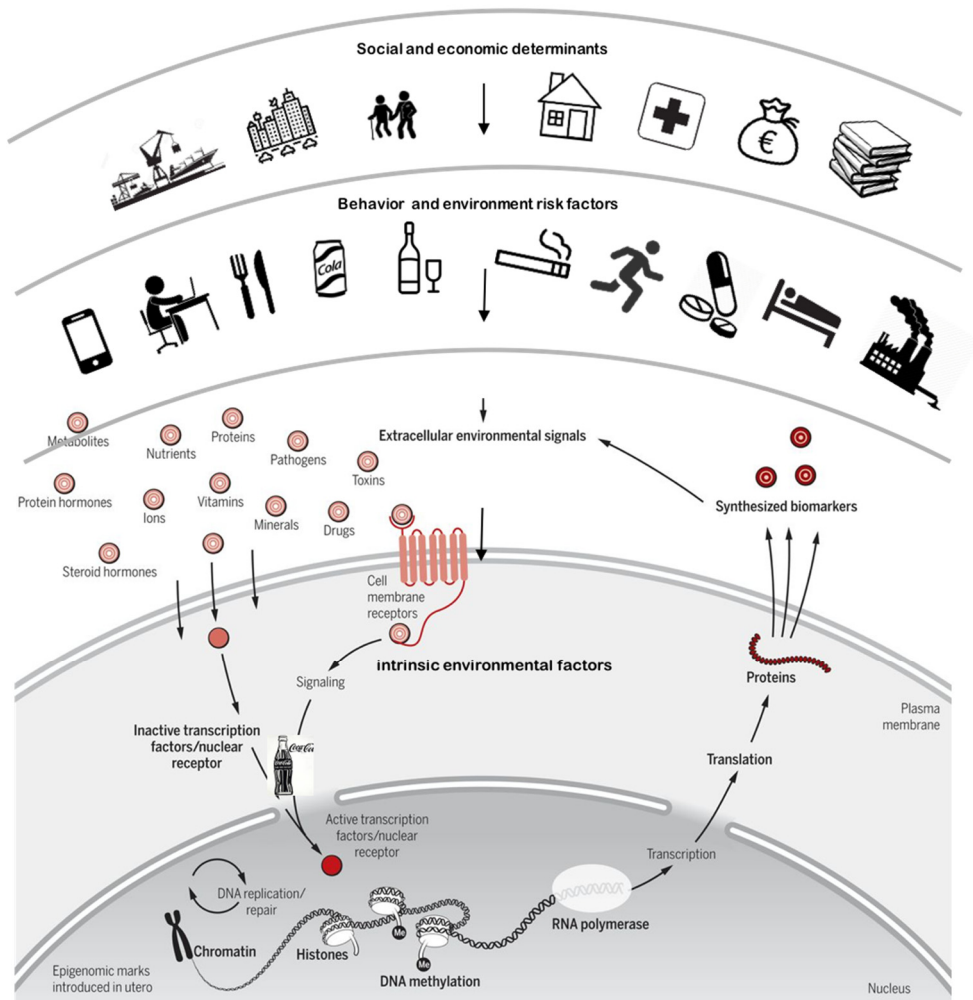 Social and economic determinants
€
Behavior and environment risk factors
Cola
Metabolites
Nutrients
Proteins
Pathogens
Toxins
Extracellular environmental signals
Protein hormones
Ions
Vitamins
Minerals
Drugs
Synthesized biomarkers
Steroid hormones
Cell
membrane
receptors
intrinsic environmental factors
Signaling
Proteins
Plasma
membrane
Inactive transcription
factors/nuclear
receptor
Coca-Cola
Translation
Active transcription
factors/nuclear
receptor
Transcription
DNA replication/
repair
RNA polymerase
Chromatin
Histones
Me
Me
DNA methylation
Epigenomic marks
introduced in utero
Nucleus